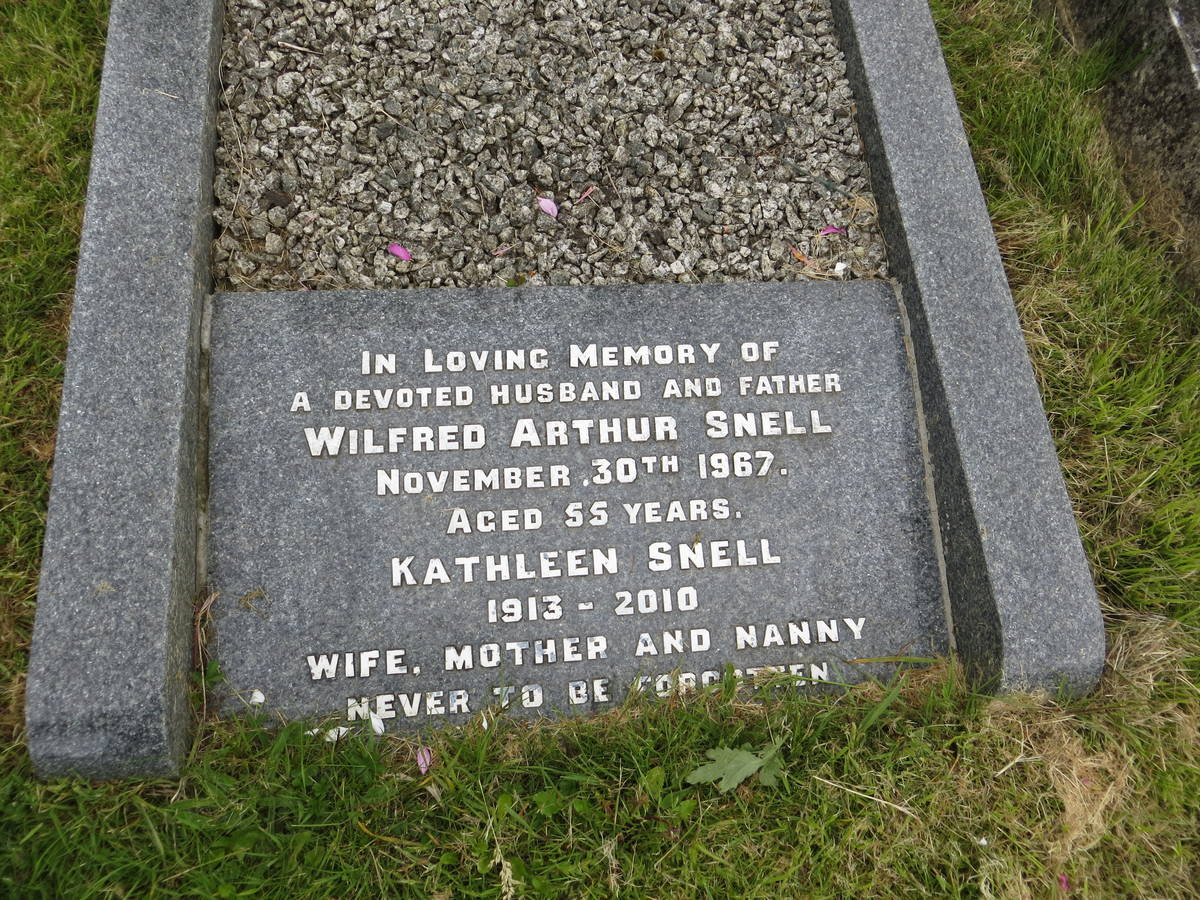 IN LOVING MEMORY OF
A DEVOTED HUSBAND AND FATHER
WILFRED ARTHUR SNELL
NOVEMBER 30TH 1967.
AGED 55 YEARS.
KATHLEEN SNELL
1913 - 2010
WIFE, MOTHER AND NANNY
NEVER TO BE FORGOTTEN